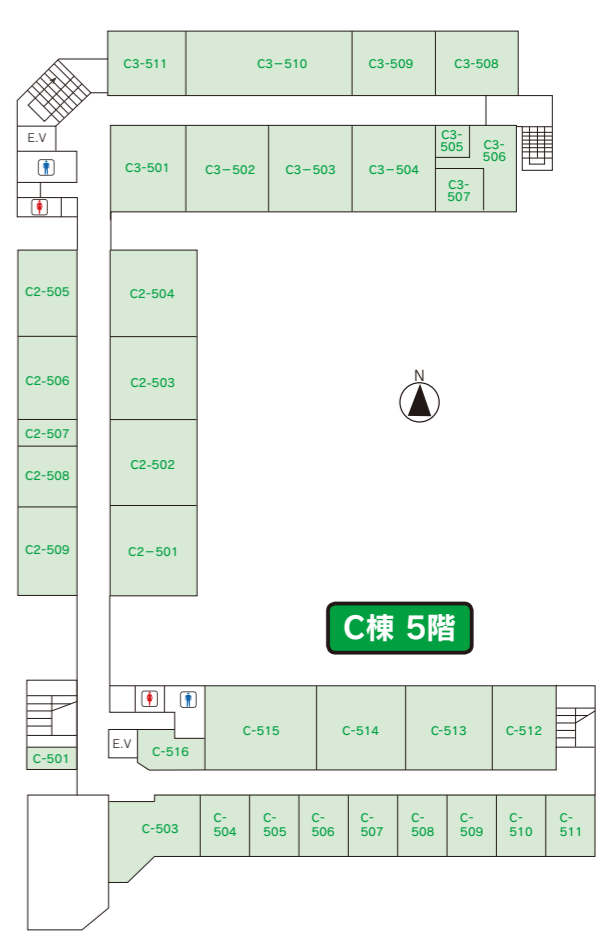 C3-511
C3-510
C3-509
C3-508
E.V
C3-501
C3-502
C3-503
C3-504
C3-
505
C3-
506
C3-
507
C2-505
C2-504
C2-506
C2-503
C2-507
C2-508
C2-502
C2-509
C2-501
N
C棟 5階
C-501
E.V
C-516
C-515
C-514
C-513
C-512
C-503
C-
504
C-
505
C-
506
C-
507
C-
508
C-
509
C-
510
C-
511